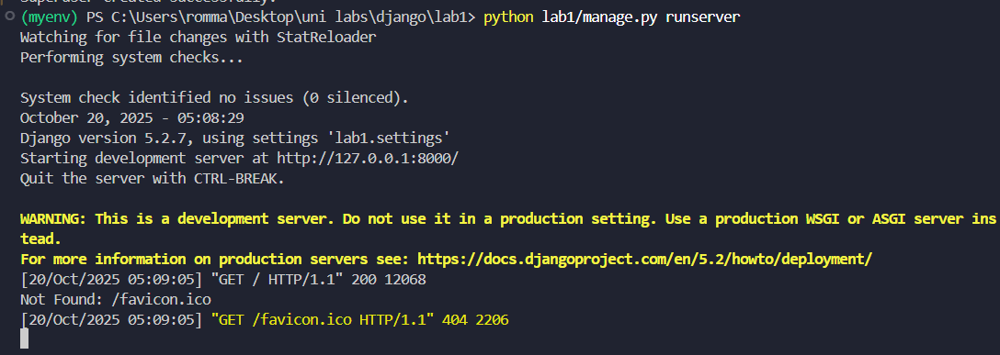 Superuser created successfully.
(myenv) PS C:\Users\romma\Desktop\uni labs\django\lab1> python lab1/manage.py runserver
Watching for file changes with StatReloader
Performing system checks...
System check identified no issues (0 silenced).
October 20, 2025 - 05:08:29
Django version 5.2.7, using settings 'lab1.settings'
Starting development server at http://127.0.0.1:8000/
Quit the server with CTRL-BREAK.
WARNING: This is a development server. Do not use it in a production setting. Use a production WSGI or ASGI server ins
tead.
For more information on production servers see: https://docs.djangoproject.com/en/5.2/howto/deployment/
[20/Oct/2025 05:09:05] "GET / HTTP/1.1" 200 12068
Not Found: /favicon.ico
[20/Oct/2025 05:09:05] "GET /favicon.ico HTTP/1.1" 404 2206